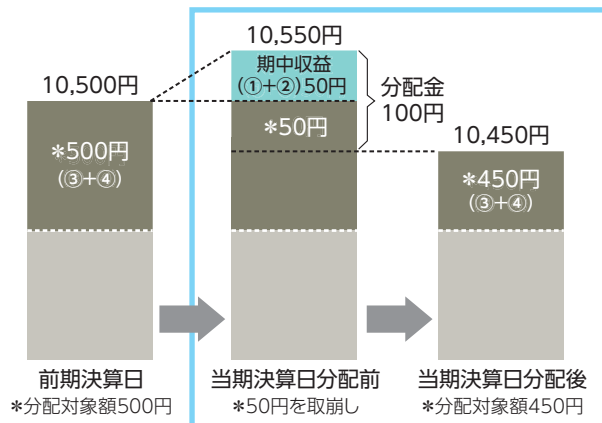 10,500円
*500円
(③+④)
前期決算日
*分配対象額500円
10,550円
期中収益
(①+②)50円
*50円
分配金
100円
当期決算日分配前
*50円を取崩し
10,450円
*450円
(③+④)
当期決算日分配後
*分配対象額450円